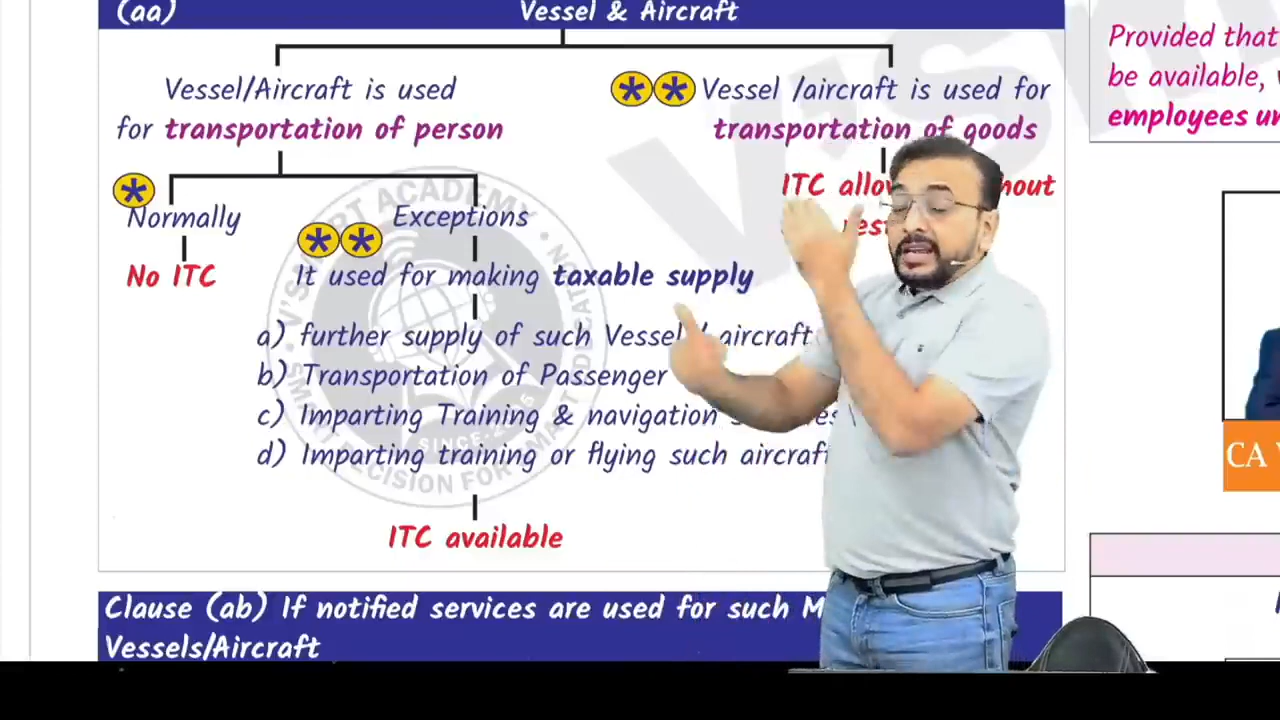 (aa) Vessel & Aircraft
Vessel/Aircraft is used
for transportation of person
Vessel /aircraft is used for
transportation of goods
ITC
Normally
No ITC
Exceptions
It used for making taxable supply
a) further supply of such Vessel / aircraft
b) Transportation of Passenger
c) Imparting Training & navigation
d) Imparting training or flying such aircraft
ITC available
Clause (ab) If notified services are used for such
Vessels/Aircraft
Provided that
be available,
employees
CA
V'SMART ACADEMY
SINCE